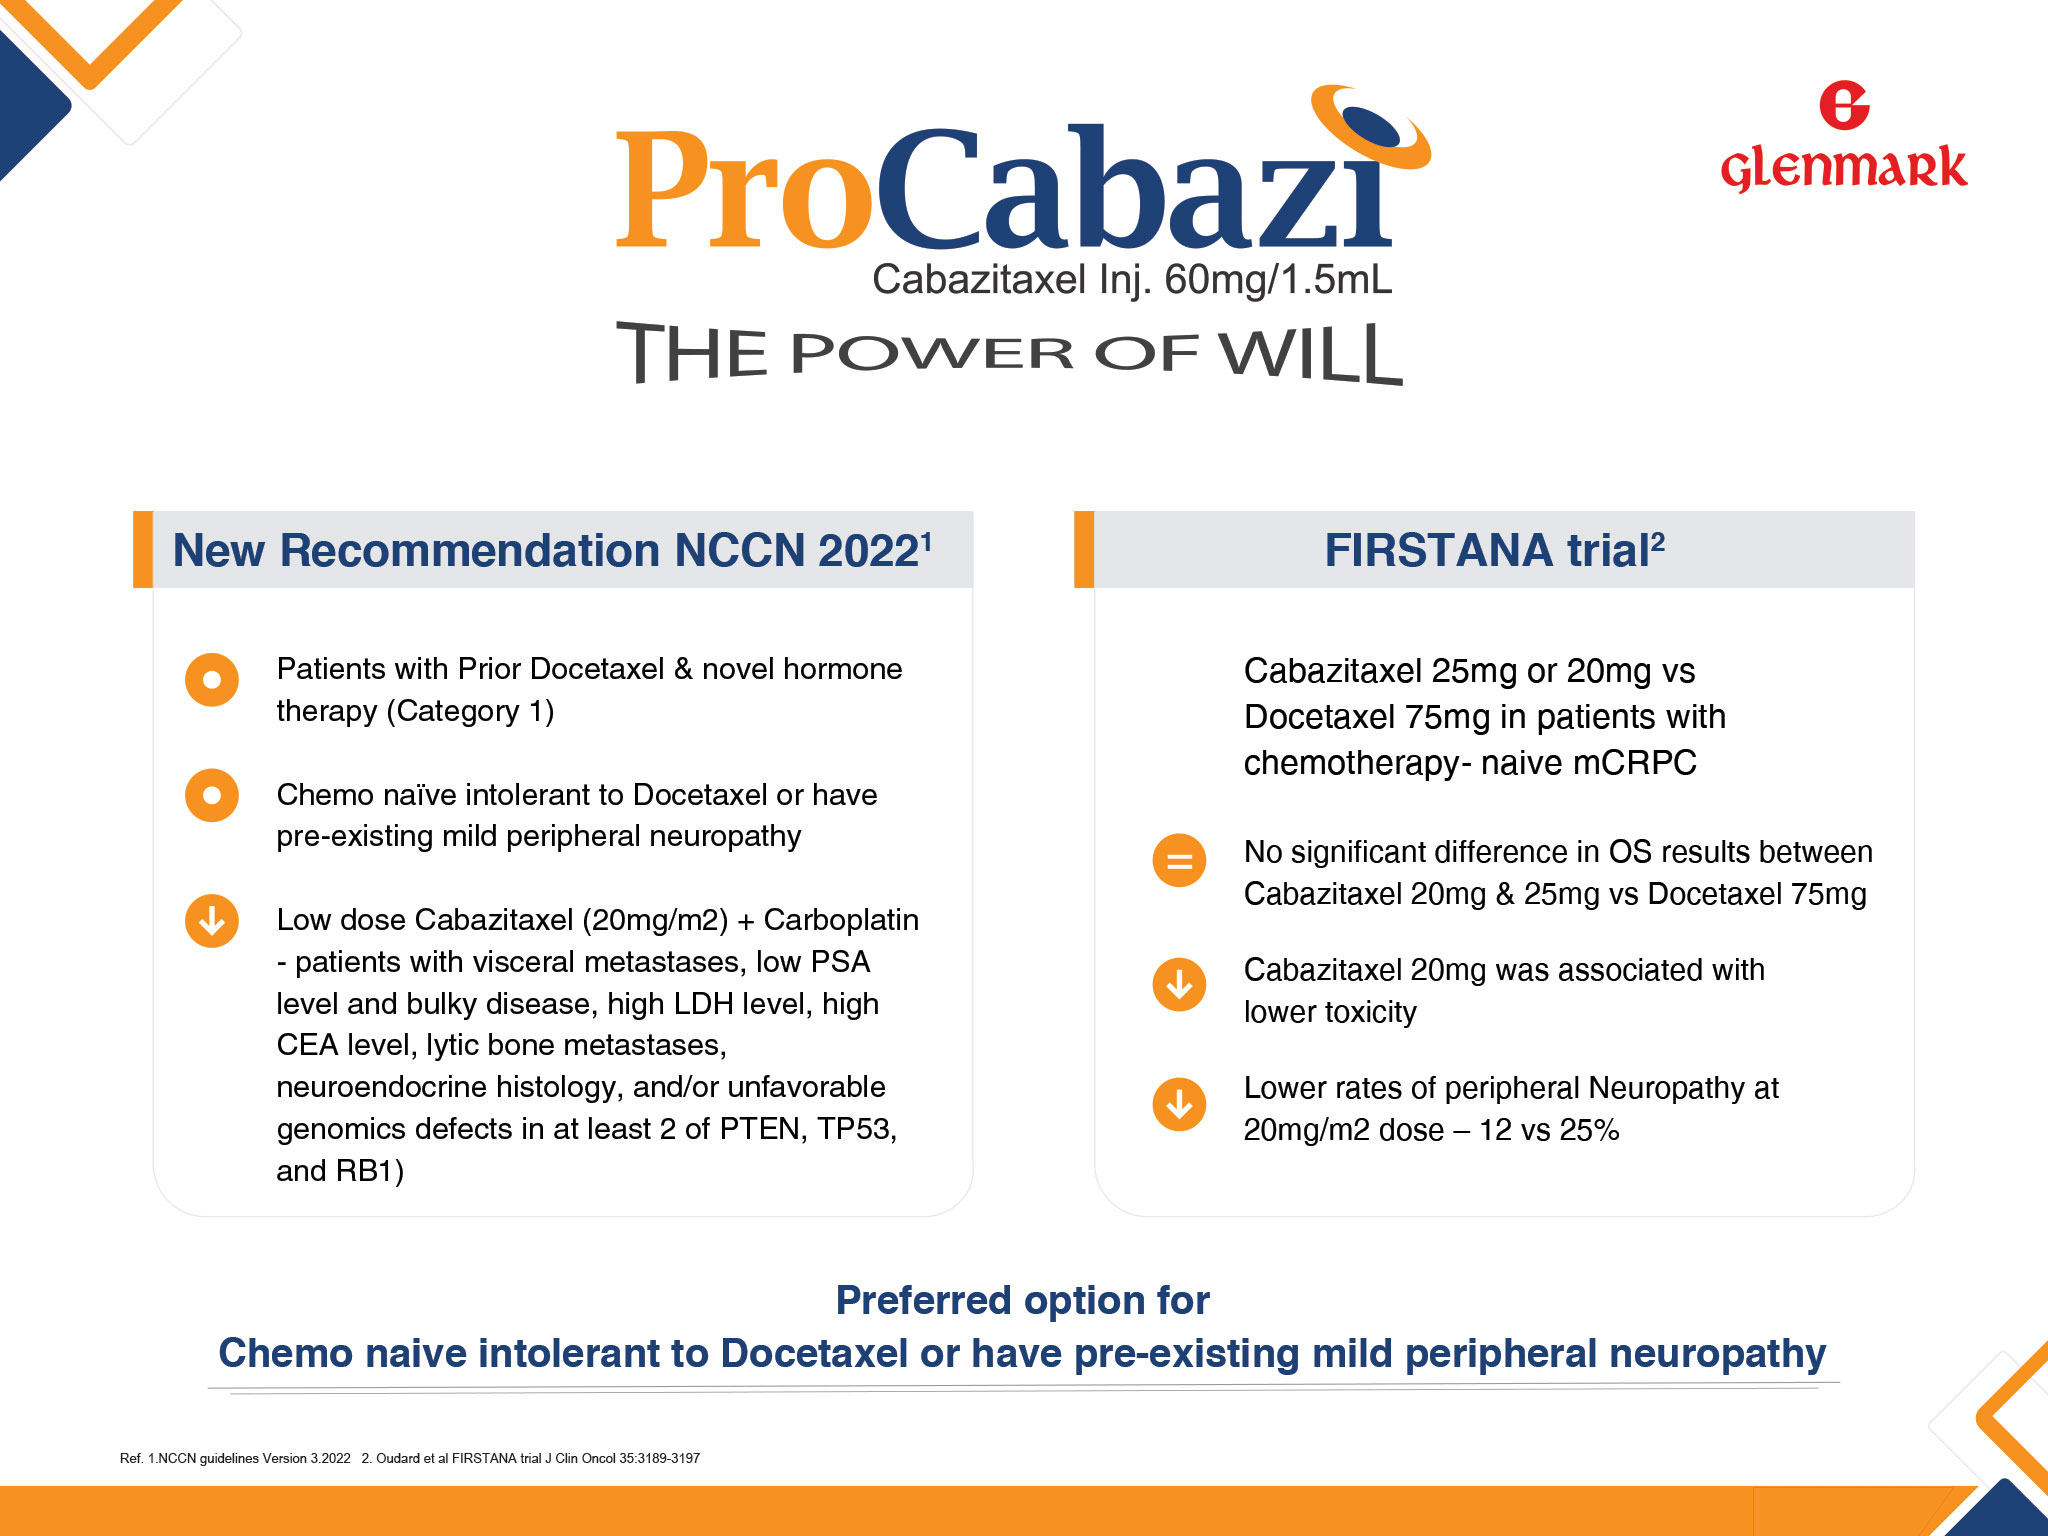 ProCabazi
Cabazitaxel Inj. 60mg/1.5mL
THE POWER OF WILL
GLENMARK
New Recommendation NCCN 2022¹
Patients with Prior Docetaxel & novel hormone
therapy (Category 1)
Chemo naïve intolerant to Docetaxel or have
pre-existing mild peripheral neuropathy
Low dose Cabazitaxel (20mg/m2) + Carboplatin
- patients with visceral metastases, low PSA
level and bulky disease, high LDH level, high
CEA level, lytic bone metastases,
neuroendocrine histology, and/or unfavorable
genomics defects in at least 2 of PTEN, TP53,
and RB1)
FIRSTANA trial²
Cabazitaxel 25mg or 20mg vs
Docetaxel 75mg in patients with
chemotherapy- naive mCRPC
No significant difference in OS results between
Cabazitaxel 20mg & 25mg vs Docetaxel 75mg
Cabazitaxel 20mg was associated with
lower toxicity
Lower rates of peripheral Neuropathy at
20mg/m2 dose – 12 vs 25%
Preferred option for
Chemo naive intolerant to Docetaxel or have pre-existing mild peripheral neuropathy
Ref. 1.NCCN guidelines Version 3.2022 2. Oudard et al FIRSTANA trial J Clin Oncol 35:3189-3197